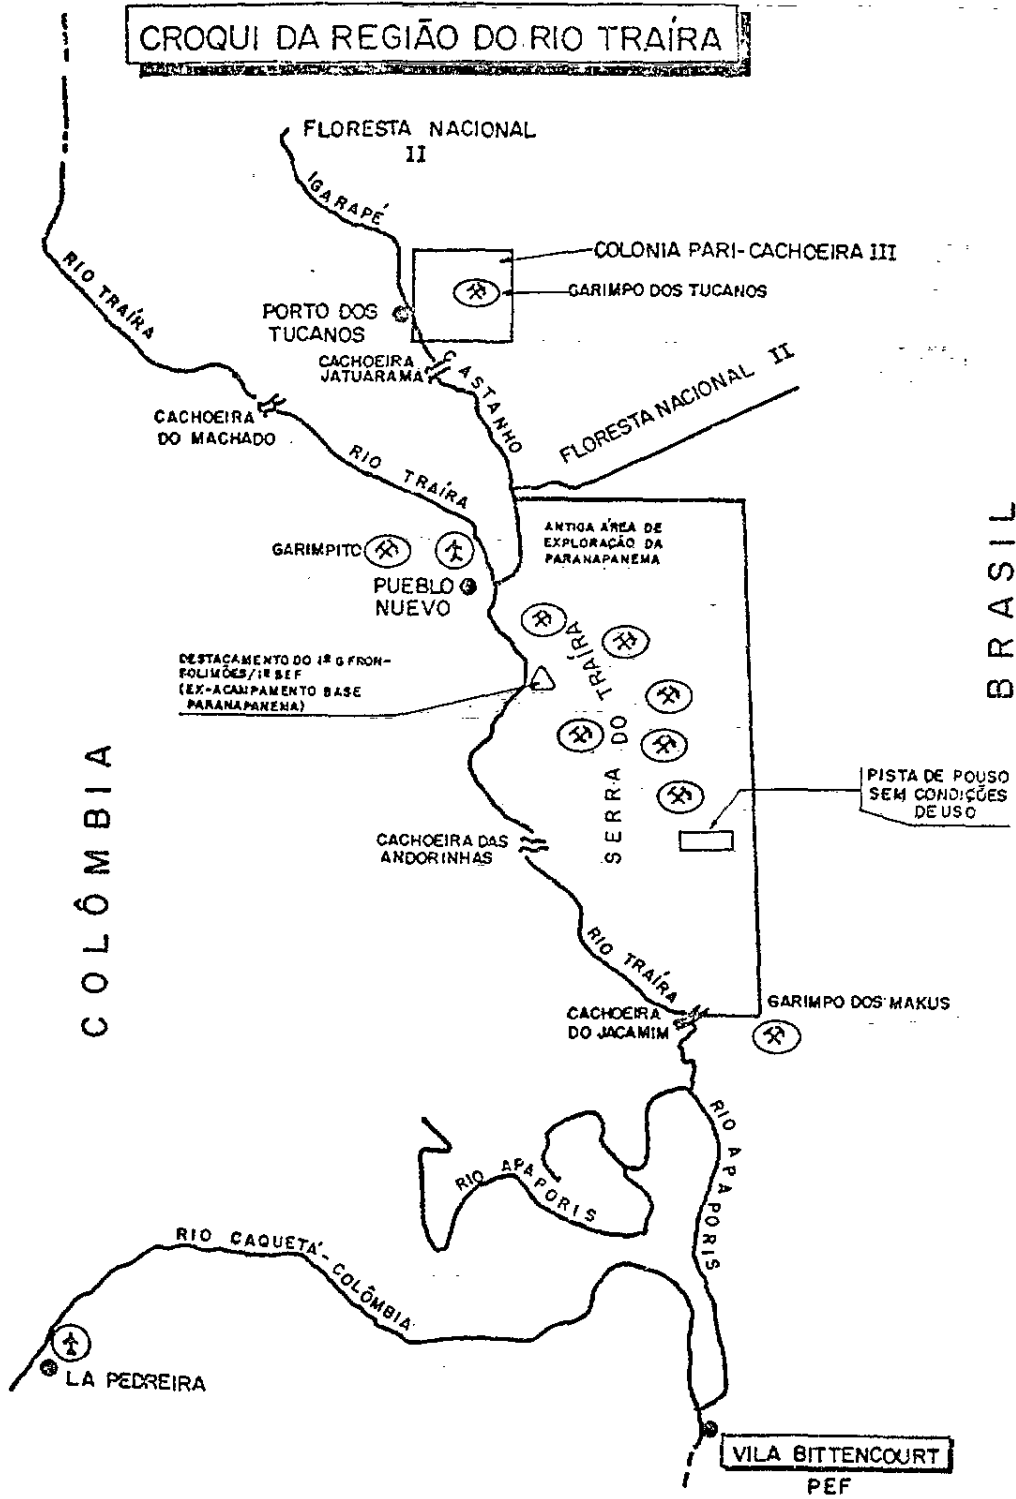 CROQUI DA REGIÃO DO RIO TRAÍRA
FLORESTA NACIONAL
II
IGARAPÉ
RIO TRAÍRA
COLONIA PARI-CACHOEIRA III
GARIMPO DOS TUCANOS
PORTO DOS
TUCANOS
CACHOEIRA
JATUARAMA
CASTANHO
FLORESTA NACIONAL II
CACHOEIRA
DO MACHADO
RIO TRAÍRA
ANTIGA ÁREA DE
EXPLORAÇÃO DA
PARANAPANEMA
BRASIL
GARIMPITO
PUEBLO
NUEVO
DESTACAMENTO DO 1º G FRON-
SOLIMÕES/1º BEF
(EX-ACAMPAMENTO BASE
PARANAPANEMA)
SERRA DO TRAÍRA
COLÔMBIA
PISTA DE POUSO
SEM CONDIÇÕES
DE USO
CACHOEIRA DAS
ANDORINHAS
RIO TRAÍRA
CACHOEIRA
DO JACAMIM
GARIMPO DOS MAKUS
RIO APAPORIS
RIO APAPORIS
RIO CAQUETÁ-COLÔMBIA
LA PEDREIRA
VILA BITTENCOURT
PEF